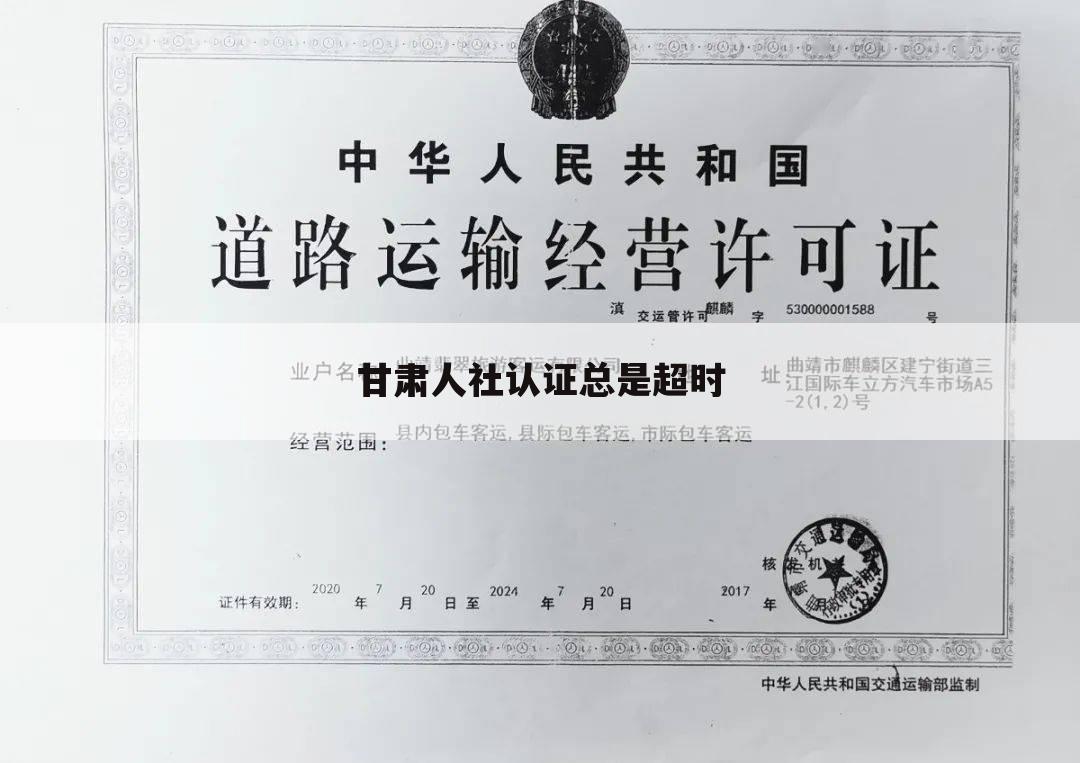 中华人民共和国
道路运输经营许可证
滇 交运管许可 麒麟 字 530000001588 号
业户名
址:
曲靖市麒麟区建宁街道三
江国际车立方汽车市场A5
-2(1,2)号
甘肃人社认证总是超时
经营范围:
县内包车客运,县际包车客运,市际包车客运
核 机
证件有效期: 2020 年 7 月 20 日至 2024 年 7 月 20 日
2017 年 月
中华人民共和国交通运输部监制